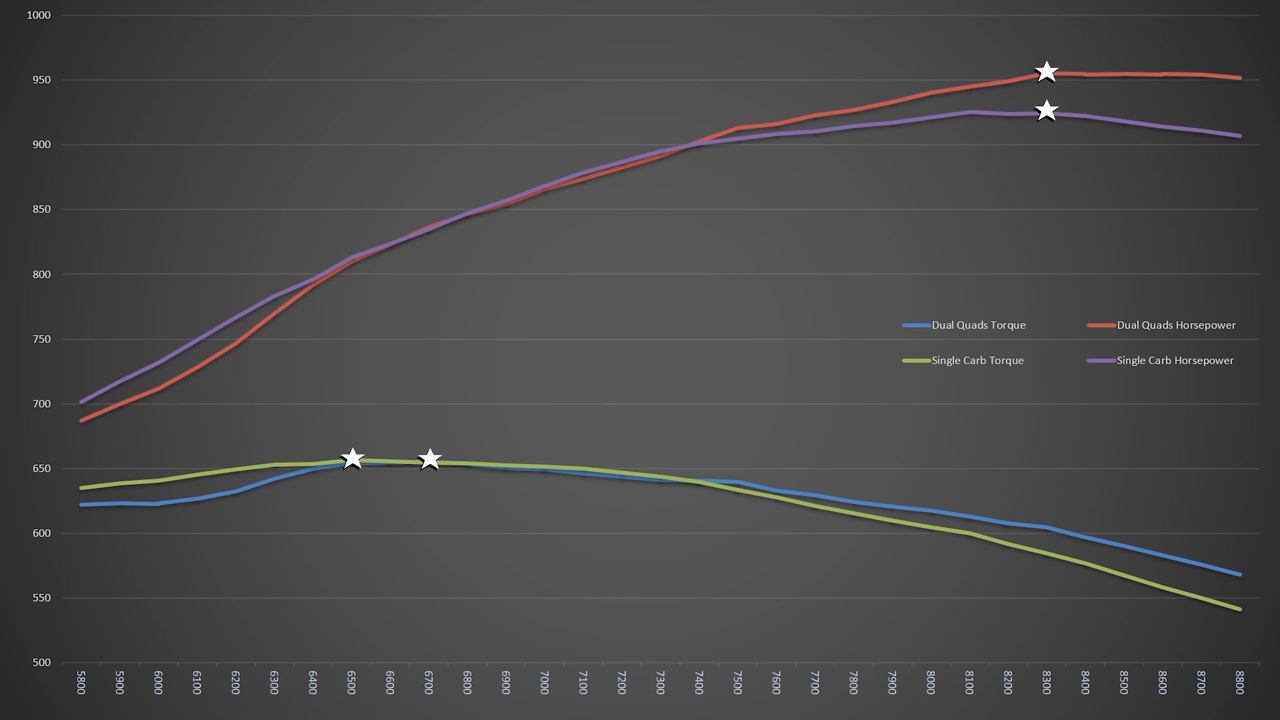 1000
950
900
850
800
750
700
650
600
550
500
Dual Quads Torque
Dual Quads Horsepower
Single Carb Torque
Single Carb Horsepower
5800 5900 6000 6100 6200 6300 6400 6500 6600 6700 6800 6900 7000 7100 7200 7300 7400 7500 7600 7700 7800 7900 8000 8100 8200 8300 8400 8500 8600 8700 8800